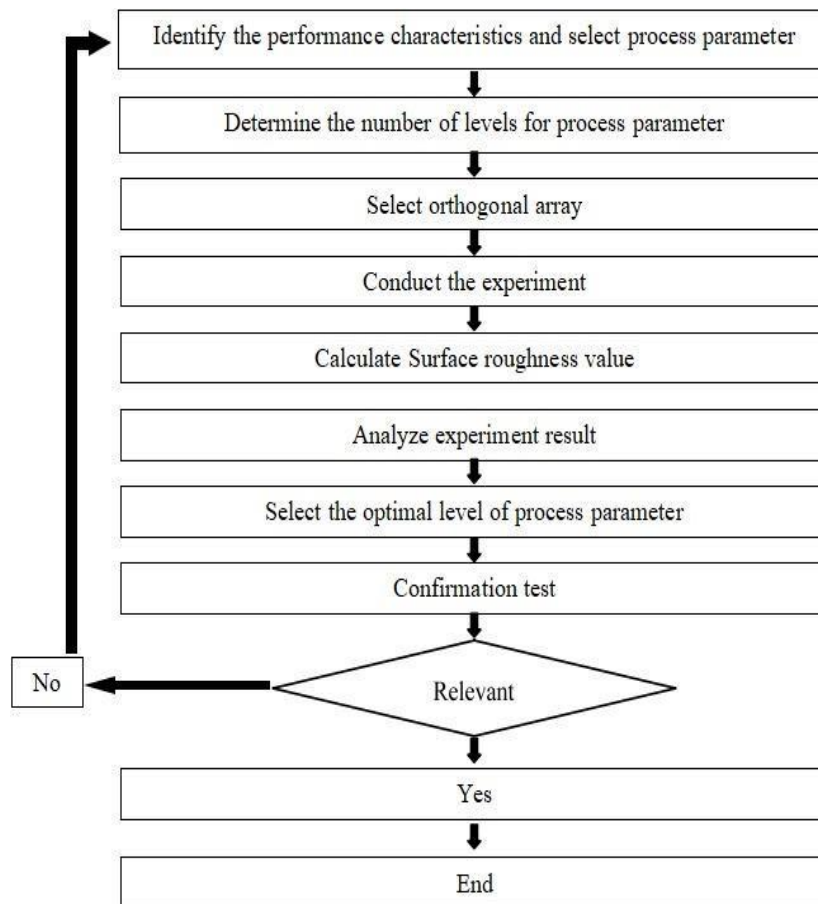 Identify the performance characteristics and select process parameter
Determine the number of levels for process parameter
Select orthogonal array
Conduct the experiment
Calculate Surface roughness value
Analyze experiment result
Select the optimal level of process parameter
Confirmation test
Relevant
No
Yes
End